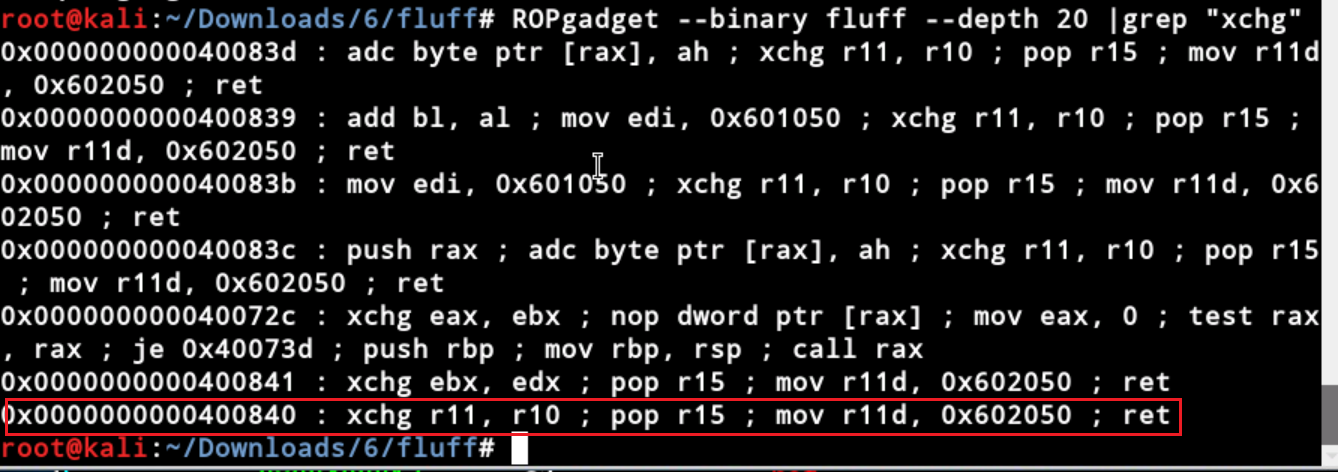 root@kali:~/Downloads/6/fluff# ROPgadget --binary fluff --depth 20 |grep "xchg"
0x000000000040083d : adc byte ptr [rax], ah ; xchg r11, r10 ; pop r15 ; mov r11d
, 0x602050 ; ret
0x0000000000400839 : add bl, al ; mov edi, 0x601050 ; xchg r11, r10 ; pop r15 ;
mov r11d, 0x602050 ; ret
0x000000000040083b : mov edi, 0x601050 ; xchg r11, r10 ; pop r15 ; mov r11d, 0x6
02050 ; ret
0x000000000040083c : push rax ; adc byte ptr [rax], ah ; xchg r11, r10 ; pop r15
 ; mov r11d, 0x602050 ; ret
0x000000000040072c : xchg eax, ebx ; nop dword ptr [rax] ; mov eax, 0 ; test rax
, rax ; je 0x40073d ; push rbp ; mov rbp, rsp ; call rax
0x0000000000400841 : xchg ebx, edx ; pop r15 ; mov r11d, 0x602050 ; ret
0x0000000000400840 : xchg r11, r10 ; pop r15 ; mov r11d, 0x602050 ; ret
root@kali:~/Downloads/6/fluff#